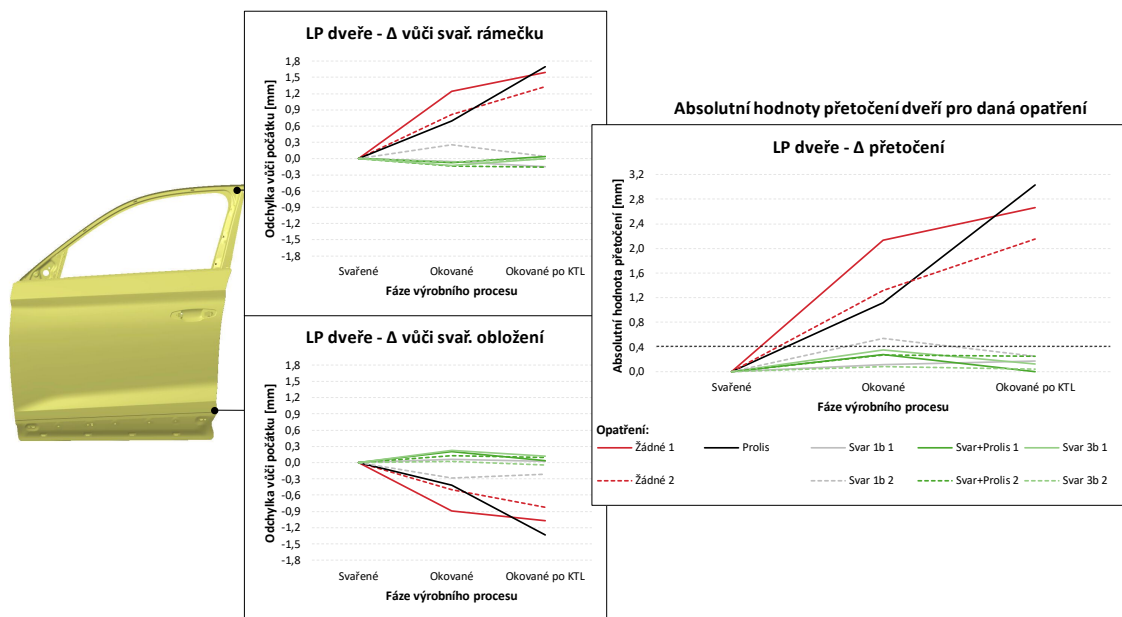 LP dveře - Δ vůči svař. rámečku
Odchylka vůči počátku [mm]
1,8
1,5
1,2
0,9
0,6
0,3
0,0
-0,3
-0,6
-0,9
-1,2
-1,5
-1,8
Svařené
Okované
Okované po KTL
Fáze výrobního procesu
LP dveře - Δ vůči svař. obložení
Odchylka vůči počátku [mm]
1,8
1,5
1,2
0,9
0,6
0,3
0,0
-0,3
-0,6
-0,9
-1,2
-1,5
-1,8
Svařené
Okované
Okované po KTL
Fáze výrobního procesu
Absolutní hodnoty přetočení dveří pro daná opatření
LP dveře - Δ přetočení
Absolutní hodnota přetočení [mm]
3,2
2,8
2,4
2,0
1,6
1,2
0,8
0,4
0,0
Svařené
Okované
Okované po KTL
Fáze výrobního procesu
Opatření:
Žádné 1
Prolis
Svar 1b 1
Svar+Prolis 1
Svar 3b 1
Žádné 2
Svar 1b 2
Svar+Prolis 2
Svar 3b 2